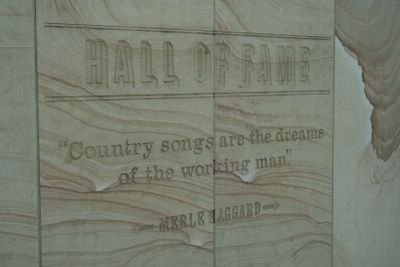 HALL OF FAME
“Country songs are the dreams
of the working man”
MERLE HAGGARD